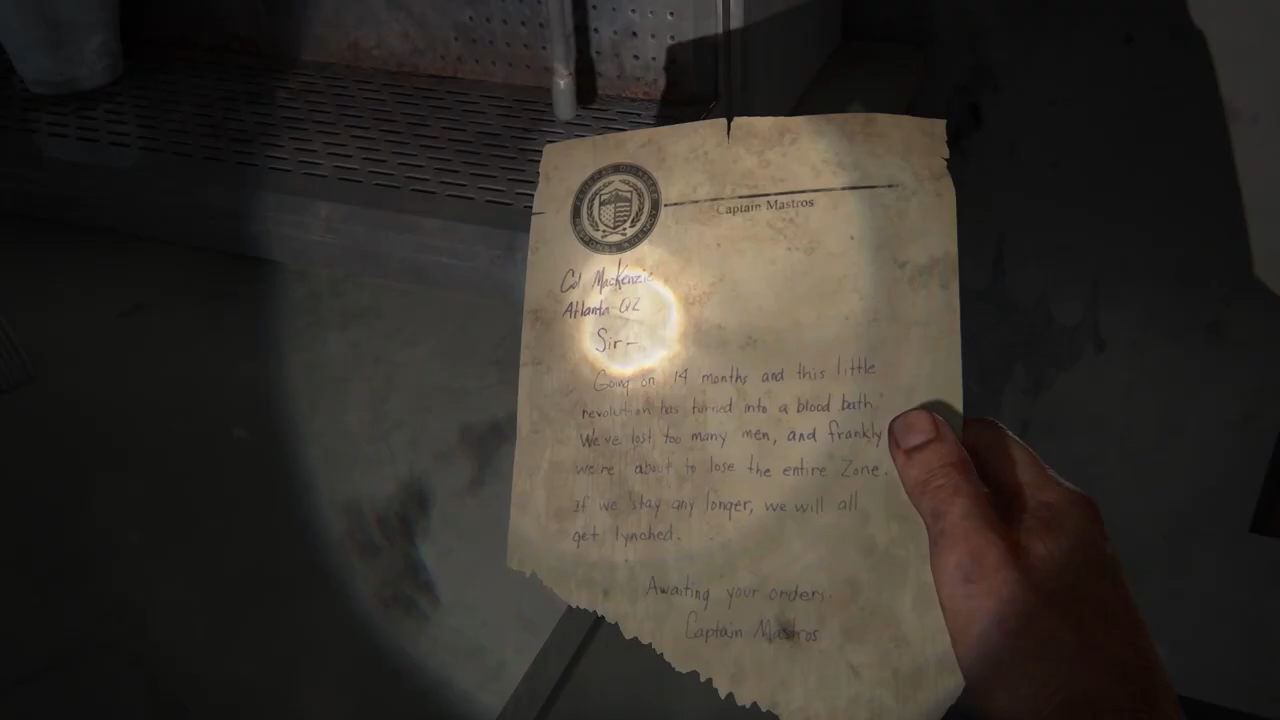 Captain Mastros
Col MacKenzie
Atlanta QZ
Sir-
Going on 14 months and this little
revolution has turned into a blood bath.
We've lost too many men, and frankly
we're about to lose the entire Zone.
If we stay any longer, we will all
get lynched.
Awaiting your orders.
Captain Mastros